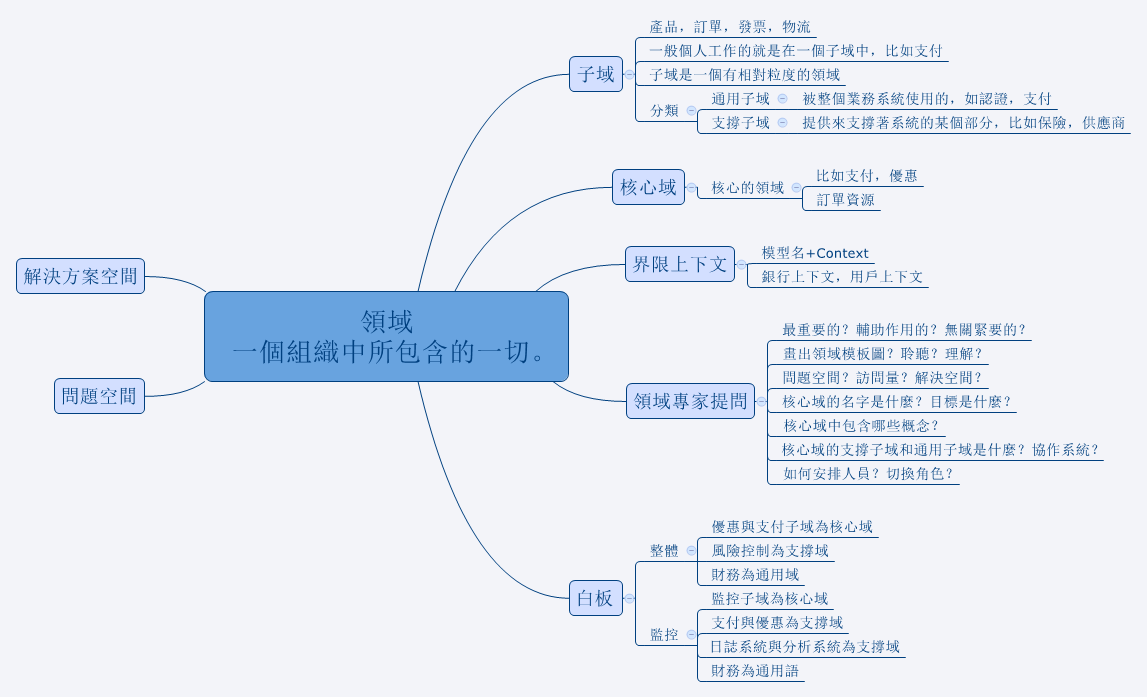 領域
一個組織中所包含的一切。
子域
產品，訂單，發票，物流
一般個人工作的就是在一個子域中，比如支付
子域是一個有相對粒度的領域
分類
通用子域
被整個業務系統使用的，如認證，支付
支撐子域
提供來支撐著系統的某個部分，比如保險，供應商
核心域
核心的領域
比如支付，優惠
訂單資源
界限上下文
模型名+Context
銀行上下文，用戶上下文
領域專家提問
最重要的？輔助作用的？無關緊要的？
畫出領域模板圖？聆聽？理解？
問題空間？訪問量？解決空間？
核心域的名字是什麼？目標是什麼？
核心域中包含哪些概念？
核心域的支撐子域和通用子域是什麼？協作系統？
如何安排人員？切換角色？
白板
整體
優惠與支付子域為核心域
風險控制為支撐域
財務為通用域
監控
監控子域為核心域
支付與優惠為支撐域
日誌系統與分析系統為支撐域
財務為通用語
解決方案空間
問題空間